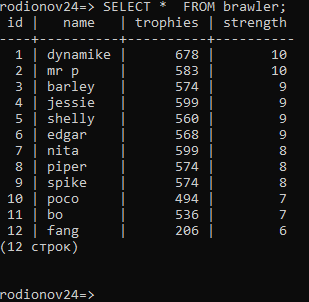 rodionov24=> SELECT *  FROM brawler;
 id |   name   | trophies | strength
----+----------+----------+----------
  1 | dynamike |      678 |       10
  2 | mr p     |      583 |       10
  3 | barley   |      574 |        9
  4 | jessie   |      599 |        9
  5 | shelly   |      560 |        9
  6 | edgar    |      568 |        9
  7 | nita     |      599 |        8
  8 | piper    |      574 |        8
  9 | spike    |      574 |        8
 10 | poco     |      494 |        7
 11 | bo       |      536 |        7
 12 | fang     |      206 |        6
(12 строк)
rodionov24=>